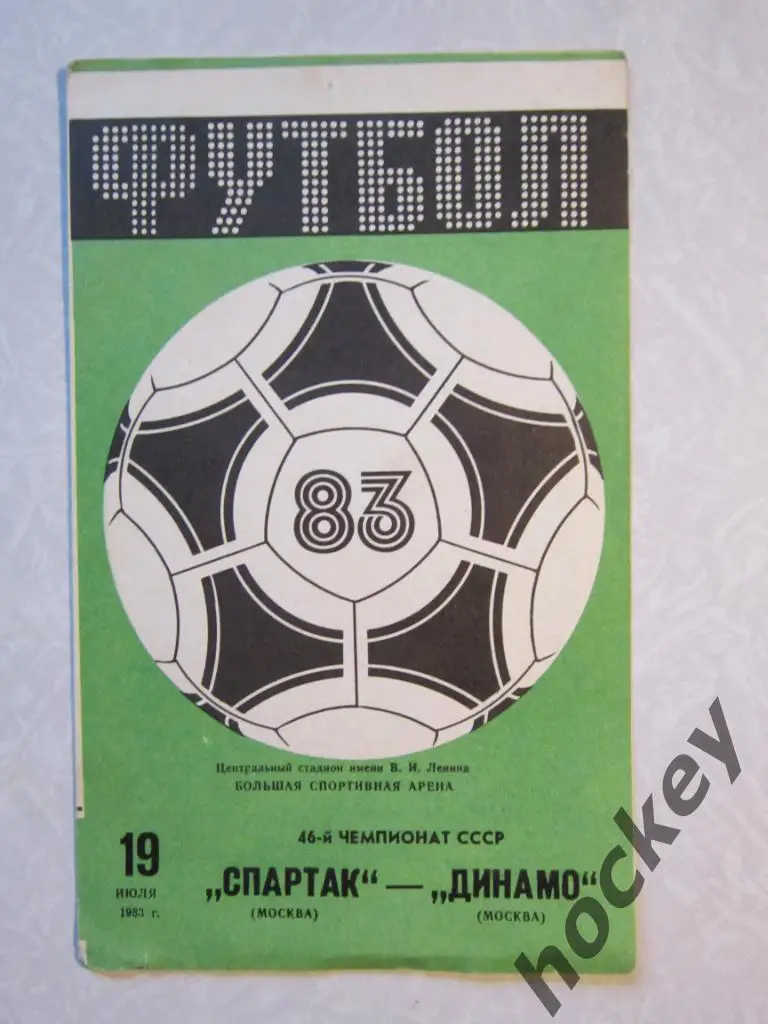 ФУТБОЛ
83
Центральный стадион имени В. И. Ленина
БОЛЬШАЯ СПОРТИВНАЯ АРЕНА
46-й ЧЕМПИОНАТ СССР
19
ИЮЛЯ
1983 г.
„СПАРТАК“ — „ДИНАМО“
(МОСКВА) (МОСКВА)
hockey